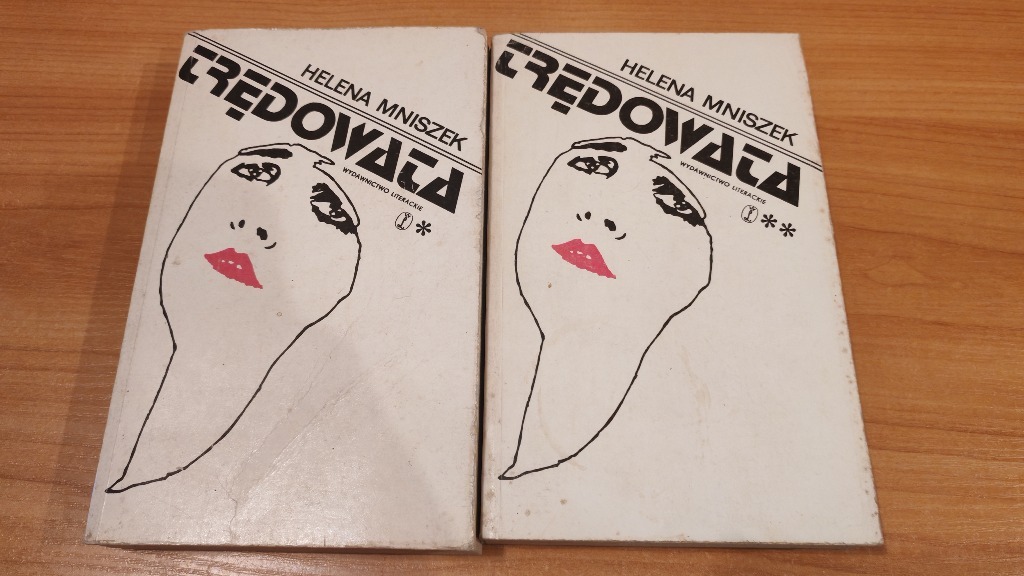 HELENA MNISZEK
TRĘDOWATA
WYDAWNICTWO LITERACKIE
*
HELENA MNISZEK
TRĘDOWATA
WYDAWNICTWO LITERACKIE
**